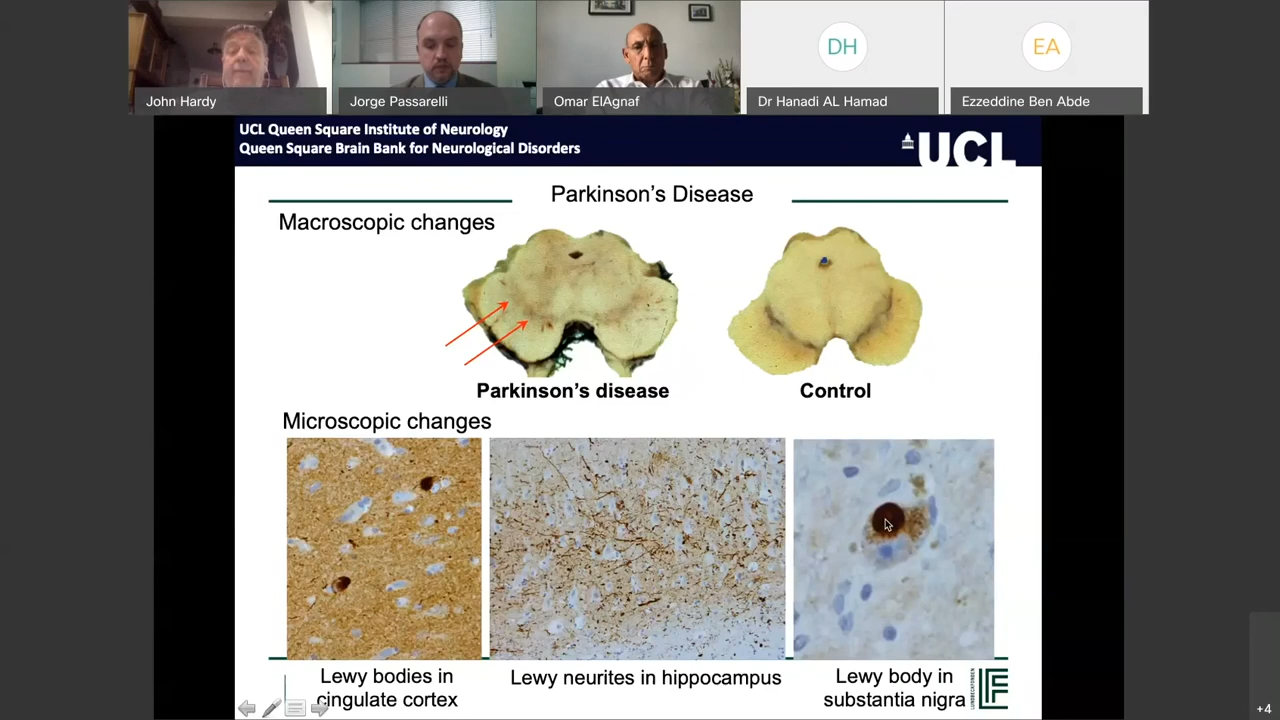 John Hardy
Jorge Passarelli
Omar ElAgnaf
DH
Dr Hanadi AL Hamad
EA
Ezzeddine Ben Abde
UCL Queen Square Institute of Neurology
Queen Square Brain Bank for Neurological Disorders
UCL
Parkinson's Disease
Macroscopic changes
Parkinson's disease
Control
Microscopic changes
Lewy bodies in
cingulate cortex
Lewy neurites in hippocampus
Lewy body in
substantia nigra
LUNDBECKFONDEN
+4